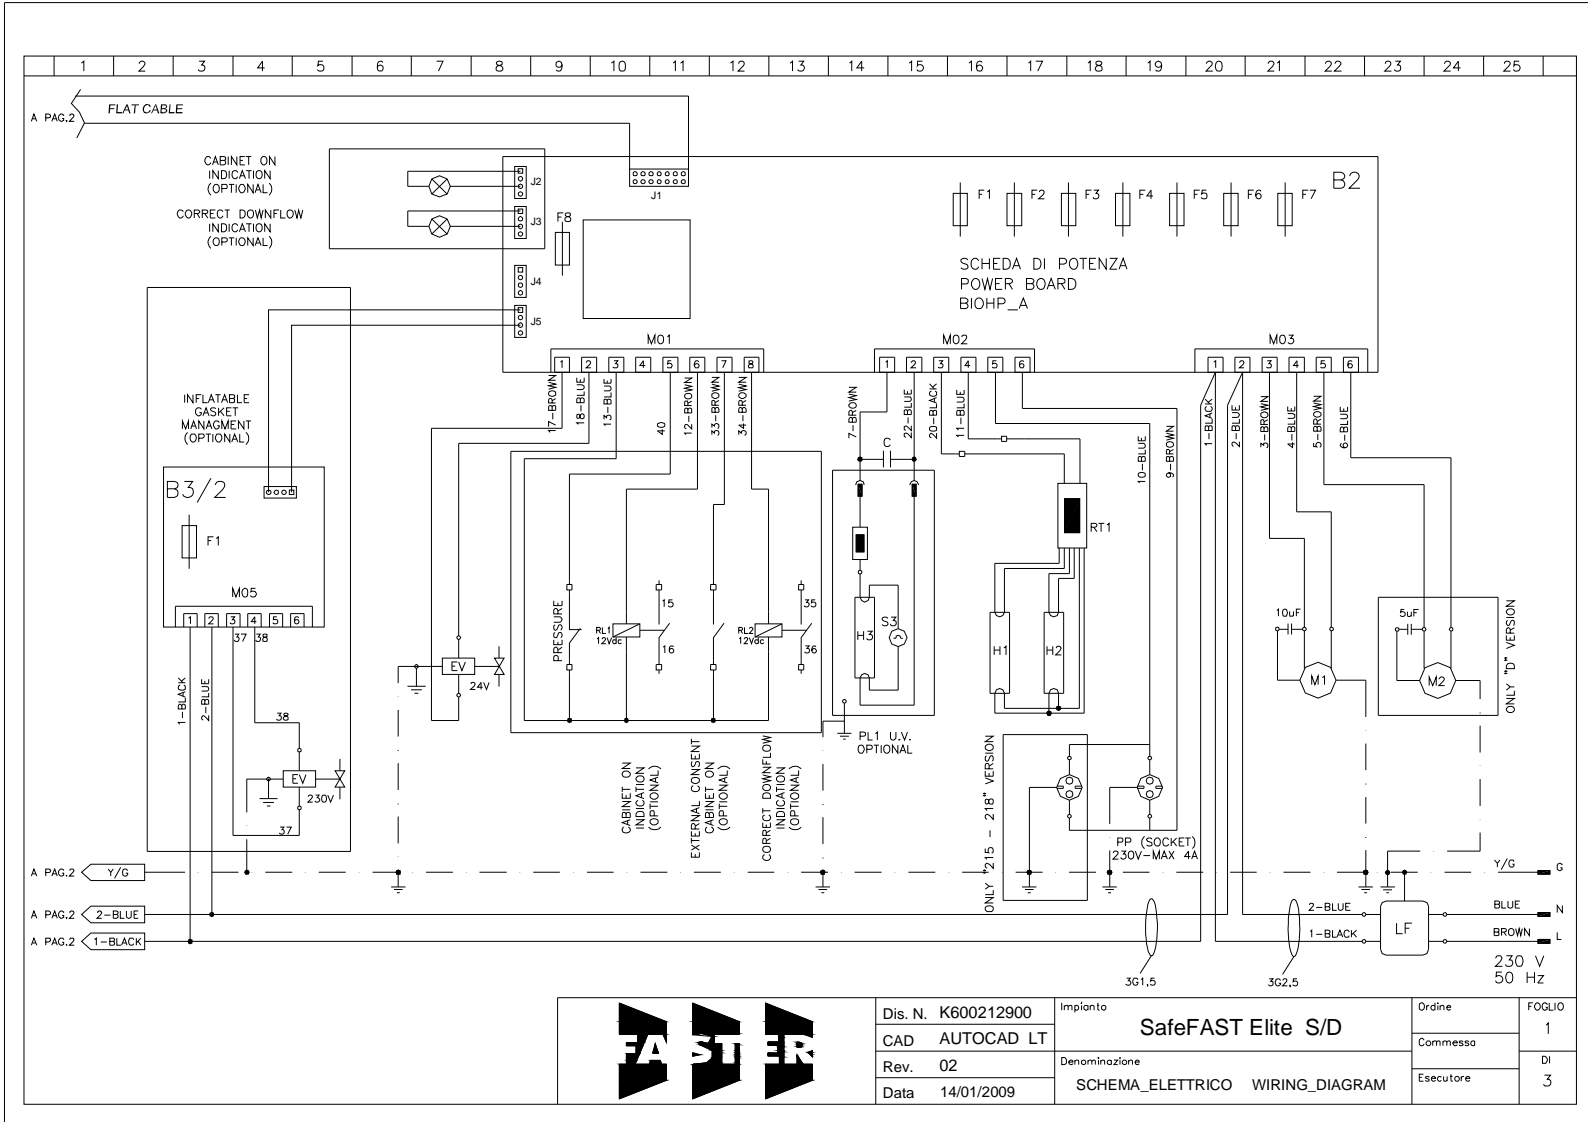 1 2 3 4 5 6 7 8 9 10 11 12 13 14 15 16 17 18 19 20 21 22 23 24 25
A PAG.2
FLAT CABLE
CABINET ON
INDICATION
(OPTIONAL)
CORRECT DOWNFLOW
INDICATION
(OPTIONAL)
J2
J3
J4
J5
J1
F8
F1 F2 F3 F4 F5 F6 F7
B2
SCHEDA DI POTENZA
POWER BOARD
BIOHP_A
M01
1 2 3 4 5 6 7 8
M02
1 2 3 4 5 6
M03
1 2 3 4 5 6
17-BROWN
18-BLUE
13-BLUE
40
12-BROWN
33-BROWN
34-BROWN
7-BROWN
22-BLUE
20-BLACK
11-BLUE
10-BLUE
9-BROWN
1-BLACK
2-BLUE
3-BROWN
4-BLUE
5-BROWN
6-BLUE
INFLATABLE
GASKET
MANAGMENT
(OPTIONAL)
B3/2
F1
M05
1 2 3 4 5 6
37 38
1-BLACK
2-BLUE
38
EV
230V
37
EV
24V
PRESSURE
RL1
12Vdc
15
16
RL2
12Vdc
35
36
CABINET ON
INDICATION
(OPTIONAL)
EXTERNAL CONSENT
CABINET ON
(OPTIONAL)
CORRECT DOWNFLOW
INDICATION
(OPTIONAL)
C
H3
S3
PL1 U.V.
OPTIONAL
RT1
H1
H2
ONLY "215 - 218" VERSION
PP (SOCKET)
230V-MAX 4A
10uF
M1
5uF
M2
ONLY "D" VERSION
A PAG.2 Y/G
Y/G G
A PAG.2 2-BLUE
2-BLUE
BLUE N
A PAG.2 1-BLACK
1-BLACK
LF
BROWN L
3G1,5
3G2,5
230 V
50 Hz
FASTER
Dis. N. K600212900
CAD AUTOCAD LT
Rev. 02
Data 14/01/2009
Impianto
SafeFAST Elite S/D
Denominazione
SCHEMA_ELETTRICO WIRING_DIAGRAM
Ordine
Commessa
Esecutore
FOGLIO
1
DI
3